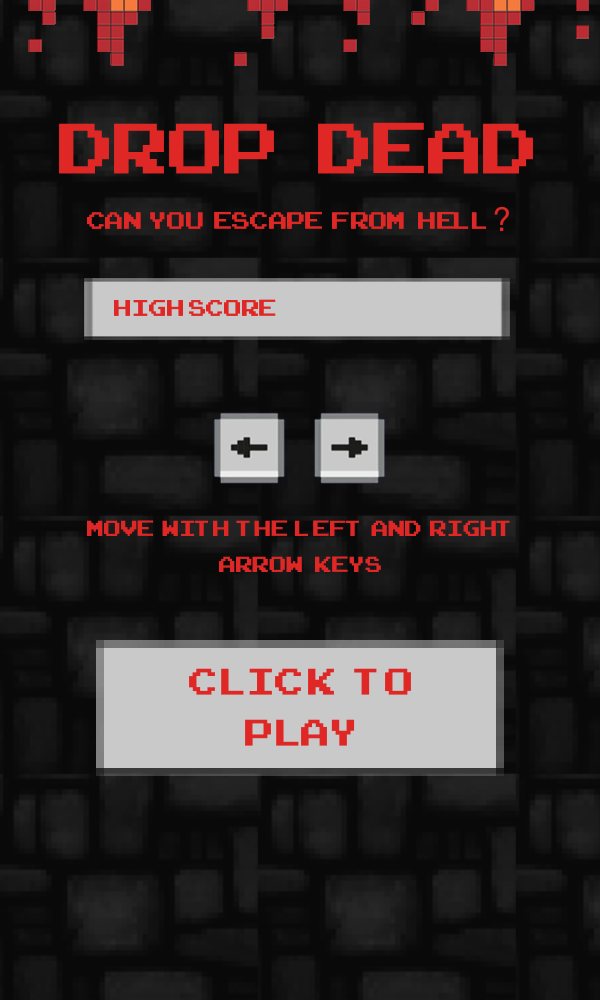 DROP DEAD
CAN YOU ESCAPE FROM HELL ?
HIGHSCORE
MOVE WITH THE LEFT AND RIGHT
ARROW KEYS
CLICK TO
PLAY